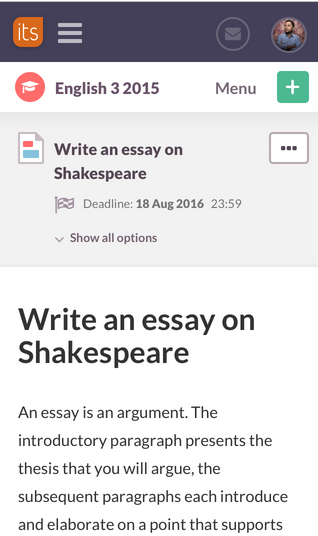 its
English 3 2015 Menu +
Write an essay on
Shakespeare
Deadline: 18 Aug 2016 23:59
Show all options
Write an essay on
Shakespeare
An essay is an argument. The
introductory paragraph presents the
thesis that you will argue, the
subsequent paragraphs each introduce
and elaborate on a point that supports